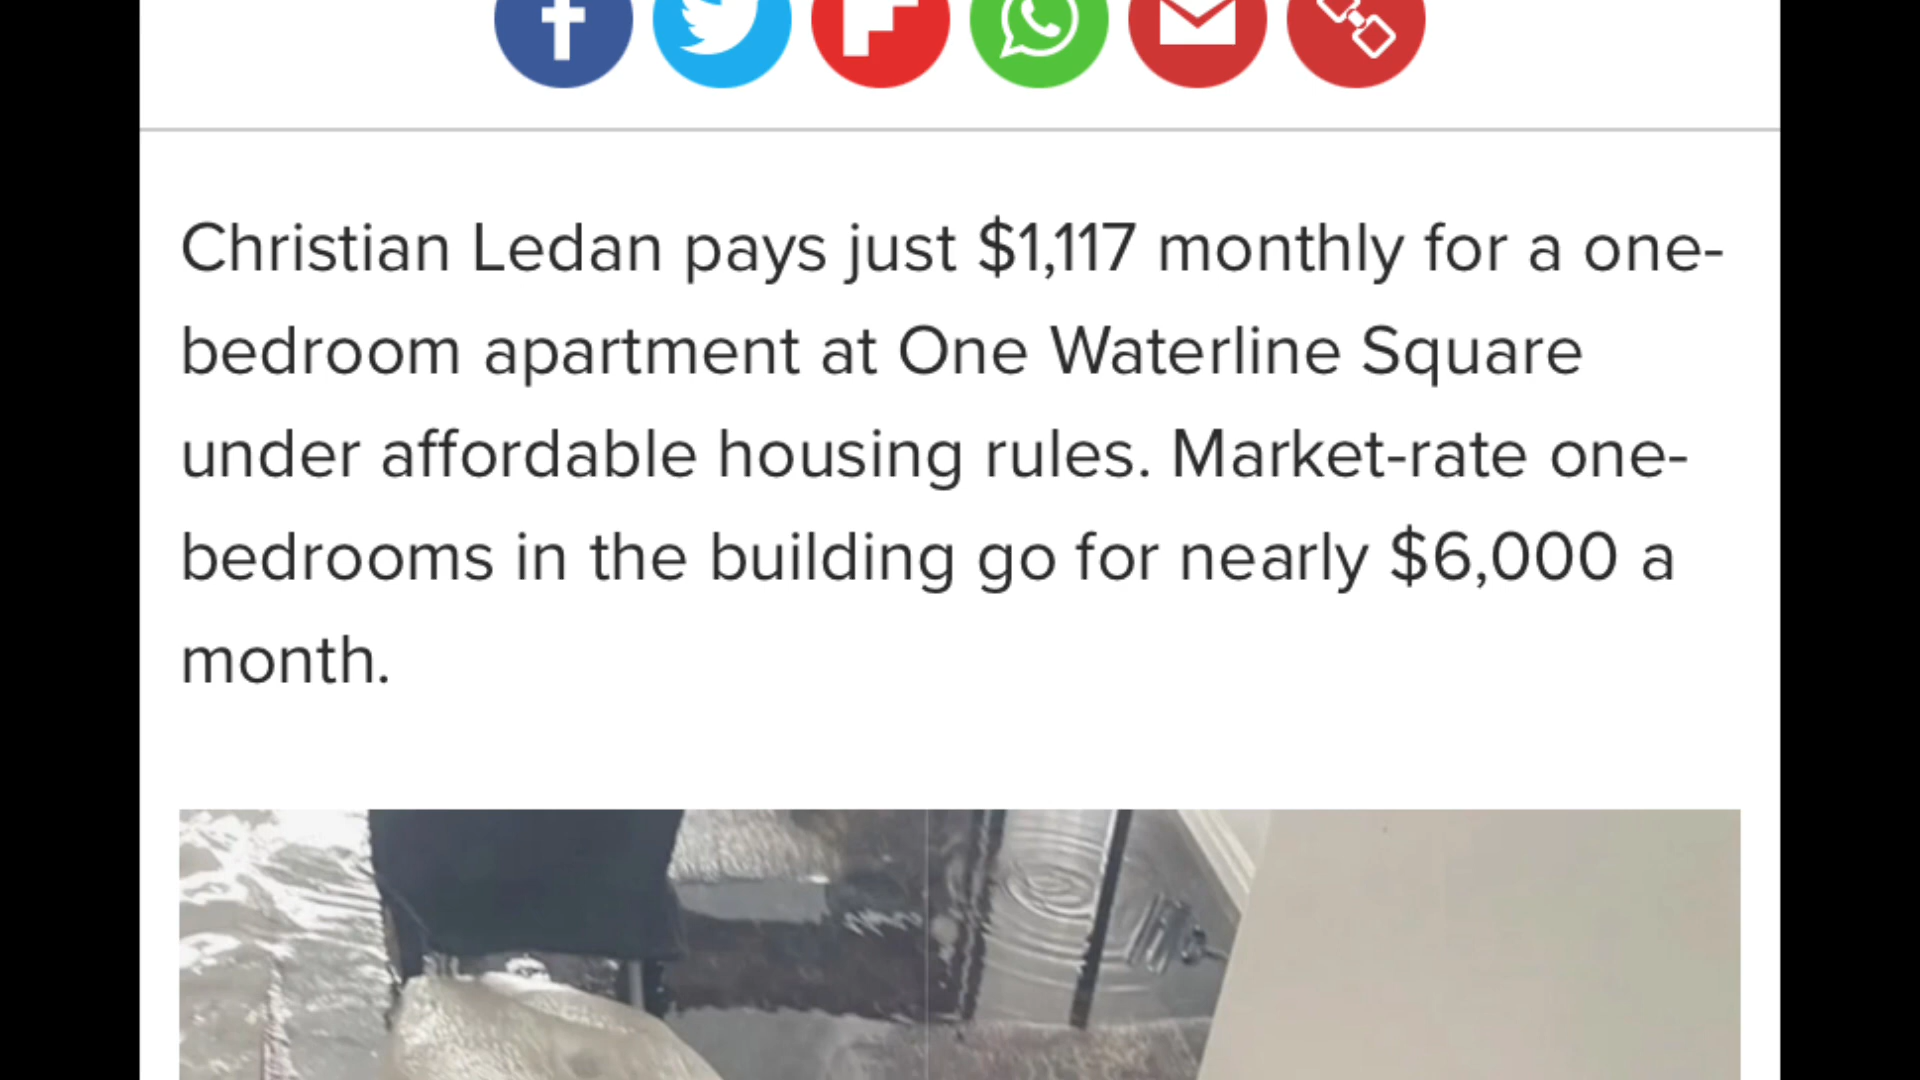 Christian Ledan pays just $1,117 monthly for a one-
bedroom apartment at One Waterline Square
under affordable housing rules. Market-rate one-
bedrooms in the building go for nearly $6,000 a
month.